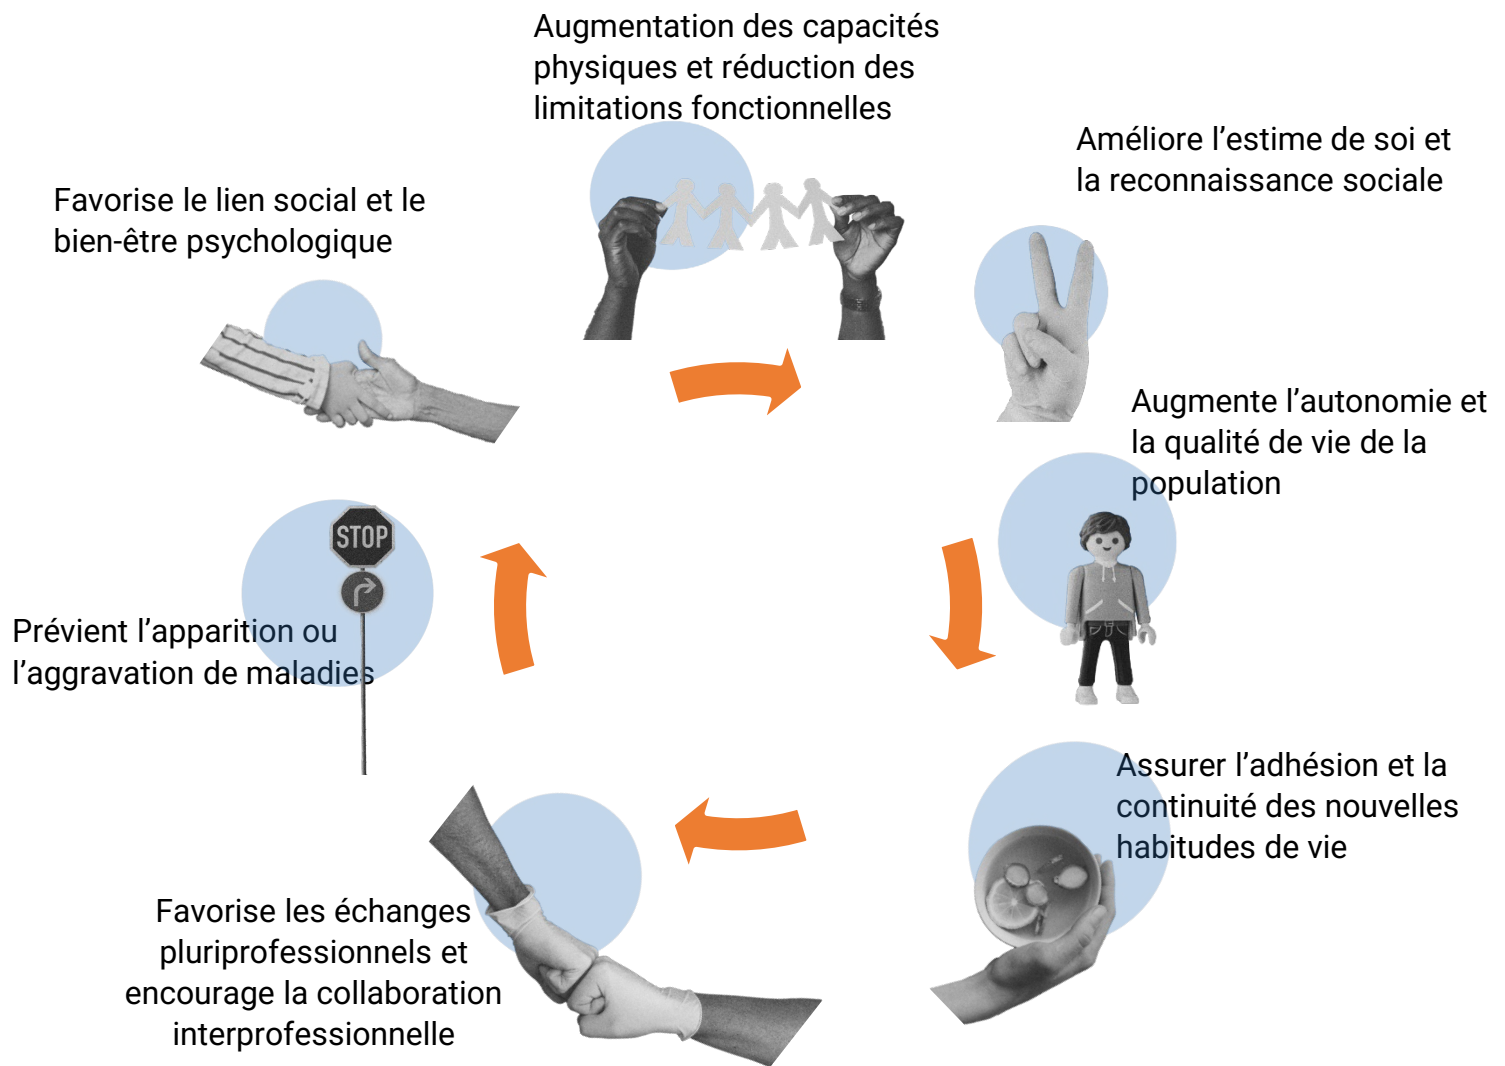 Augmentation des capacités
physiques et réduction des
limitations fonctionnelles
Améliore l’estime de soi et
la reconnaissance sociale
Favorise le lien social et le
bien-être psychologique
Augmente l’autonomie et
la qualité de vie de la
population
STOP
Prévient l’apparition ou
l’aggravation de maladies
Assurer l’adhésion et la
continuité des nouvelles
habitudes de vie
Favorise les échanges
pluriprofessionnels et
encourage la collaboration
interprofessionnelle